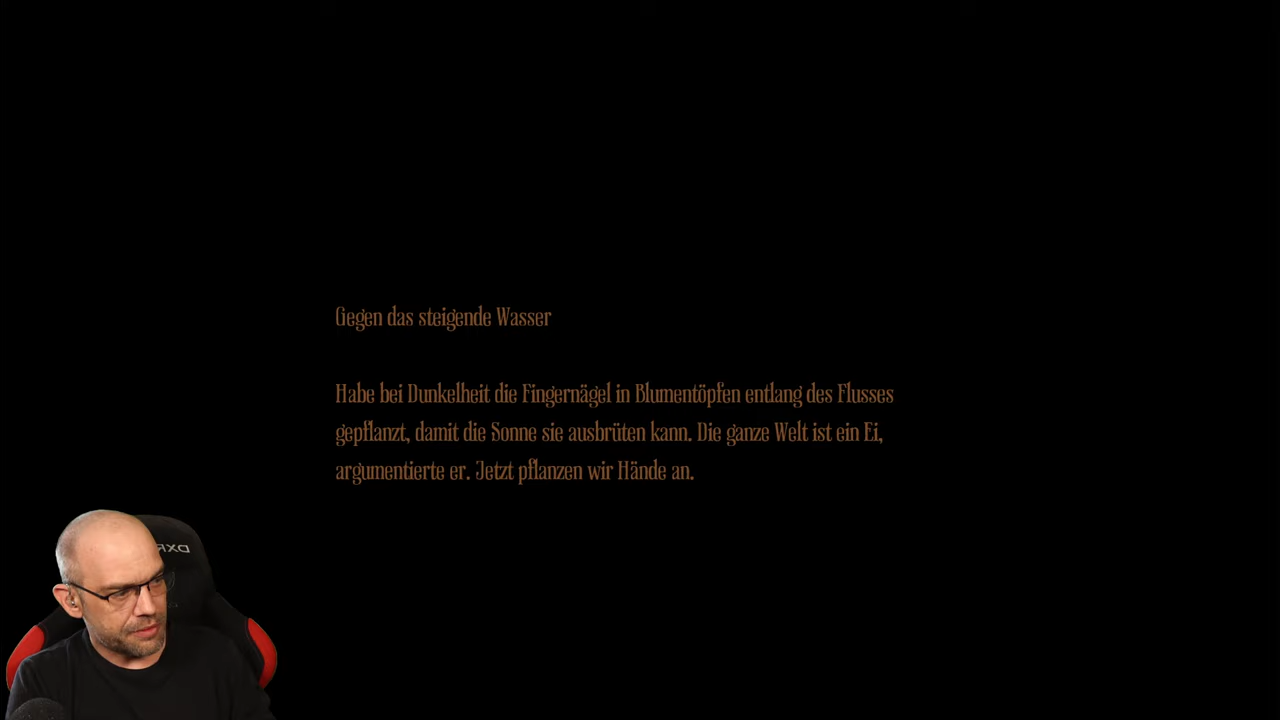 Gegen das steigende Wasser
Habe bei Dunkelheit die Fingernägel in Blumentöpfen entlang des Flusses
gepflanzt, damit die Sonne sie ausbrüten kann. Die ganze Welt ist ein Ei,
argumentierte er. Jetzt pflanzen wir Hände an.